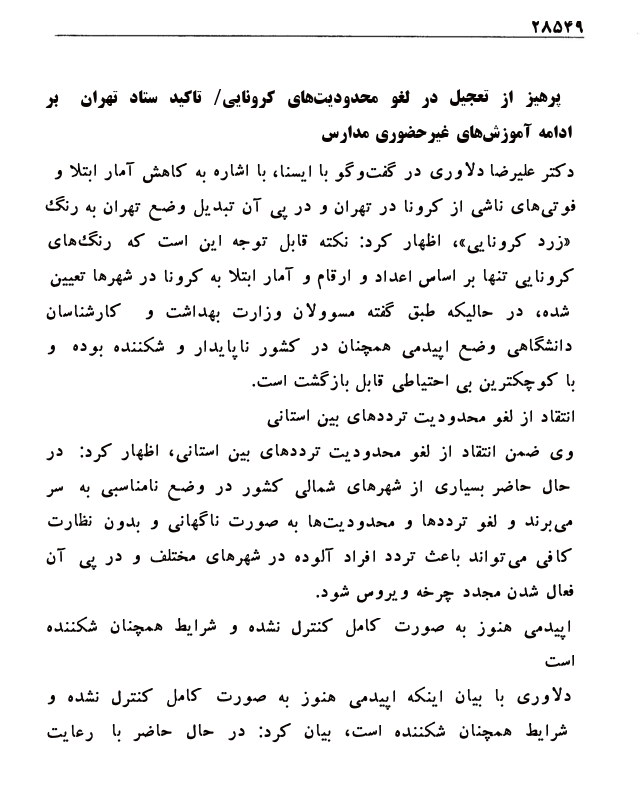 ۲۸۵۴۹
پرهیز از تعجیل در لغو محدودیت‌های کرونایی/ تاکید ستاد تهران بر
ادامه آموزش‌های غیرحضوری مدارس
دکتر علیرضا دلاوری در گفت‌وگو با ایسنا، با اشاره به کاهش آمار ابتلا و
فوتی‌های ناشی از کرونا در تهران و در پی آن تبدیل وضع تهران به رنگ
«زرد کرونایی»، اظهار کرد: نکته قابل توجه این است که رنگ‌های
کرونایی تنها بر اساس اعداد و ارقام و آمار ابتلا به کرونا در شهرها تعیین
شده، در حالیکه طبق گفته مسوولان وزارت بهداشت و کارشناسان
دانشگاهی وضع اپیدمی همچنان در کشور ناپایدار و شکننده بوده و
با کوچکترین بی احتیاطی قابل بازگشت است.
انتقاد از لغو محدودیت ترددهای بین استانی
وی ضمن انتقاد از لغو محدودیت ترددهای بین استانی، اظهار کرد: در
حال حاضر بسیاری از شهرهای شمالی کشور در وضع نامناسبی به سر
می‌برند و لغو ترددها و محدودیت‌ها به صورت ناگهانی و بدون نظارت
کافی می‌تواند باعث تردد افراد آلوده در شهرهای مختلف و در پی آن
فعال شدن مجدد چرخه ویروس شود.
اپیدمی هنوز به صورت کامل کنترل نشده و شرایط همچنان شکننده
است
دلاوری با بیان اینکه اپیدمی هنوز به صورت کامل کنترل نشده و
شرایط همچنان شکننده است، بیان کرد: در حال حاضر با رعایت